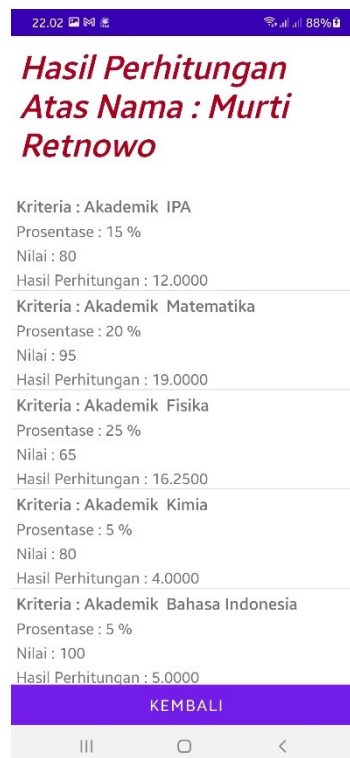 22.02 88%
Hasil Perhitungan
Atas Nama : Murti
Retnowo
Kriteria : Akademik IPA
Prosentase : 15 %
Nilai : 80
Hasil Perhitungan : 12.0000
Kriteria : Akademik Matematika
Prosentase : 20 %
Nilai : 95
Hasil Perhitungan : 19.0000
Kriteria : Akademik Fisika
Prosentase : 25 %
Nilai : 65
Hasil Perhitungan : 16.2500
Kriteria : Akademik Kimia
Prosentase : 5 %
Nilai : 80
Hasil Perhitungan : 4.0000
Kriteria : Akademik Bahasa Indonesia
Prosentase : 5 %
Nilai : 100
Hasil Perhitungan : 5.0000
KEMBALI